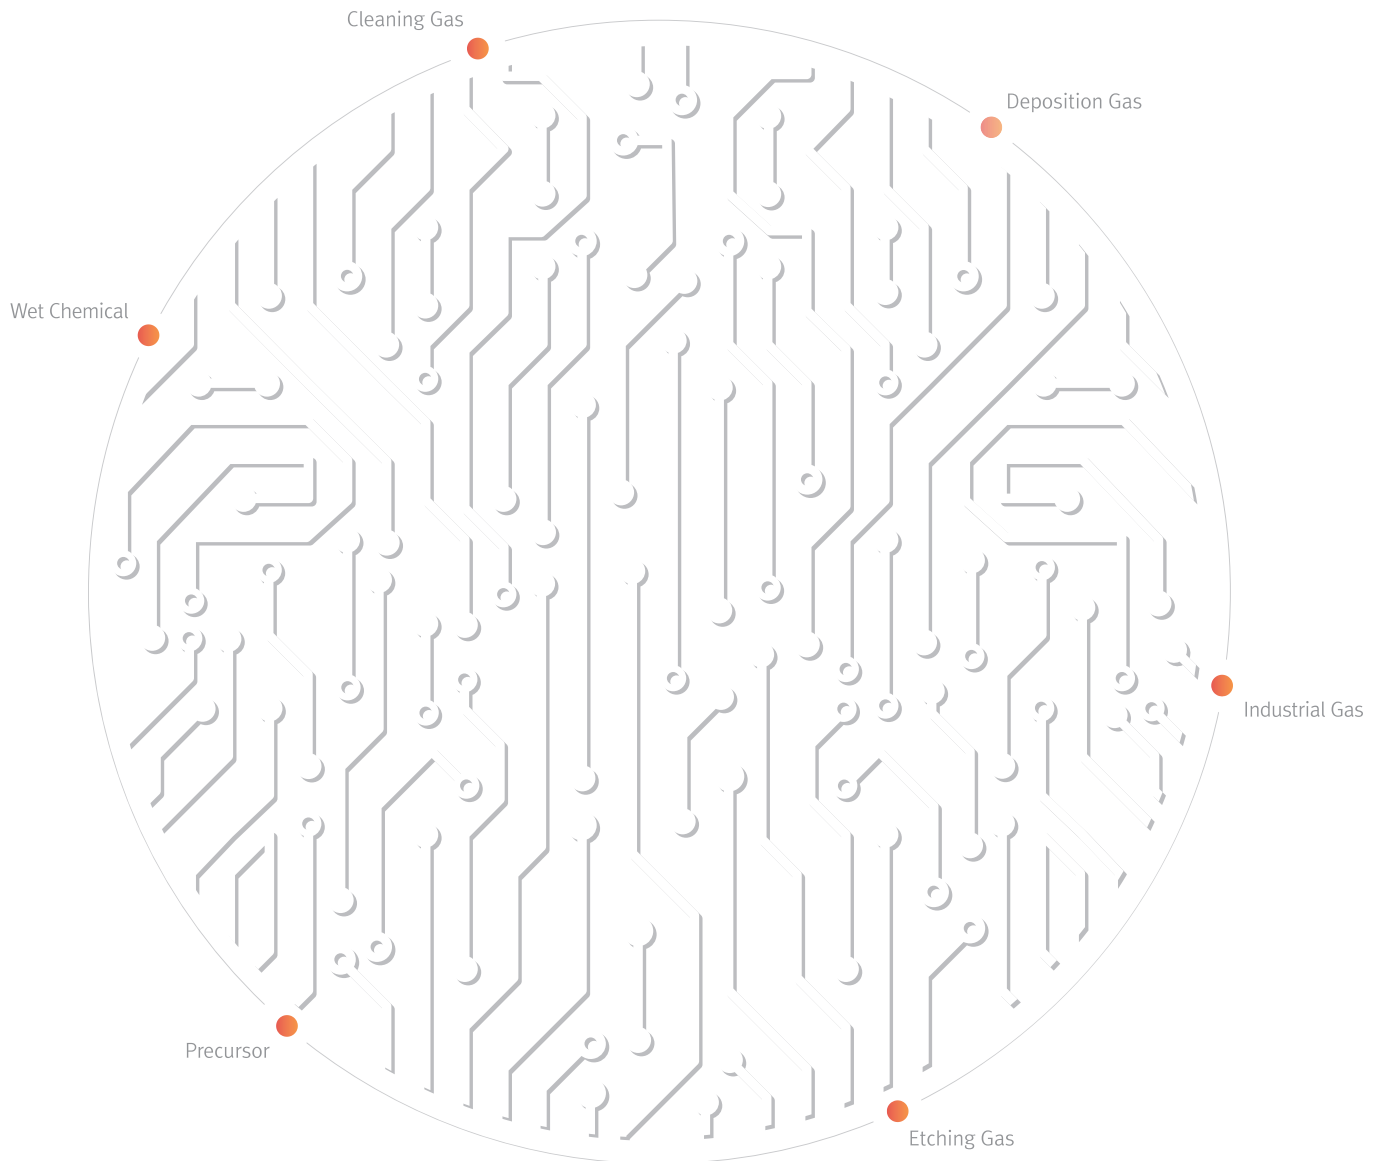 Cleaning Gas
Deposition Gas
Wet Chemical
Industrial Gas
Precursor
Etching Gas